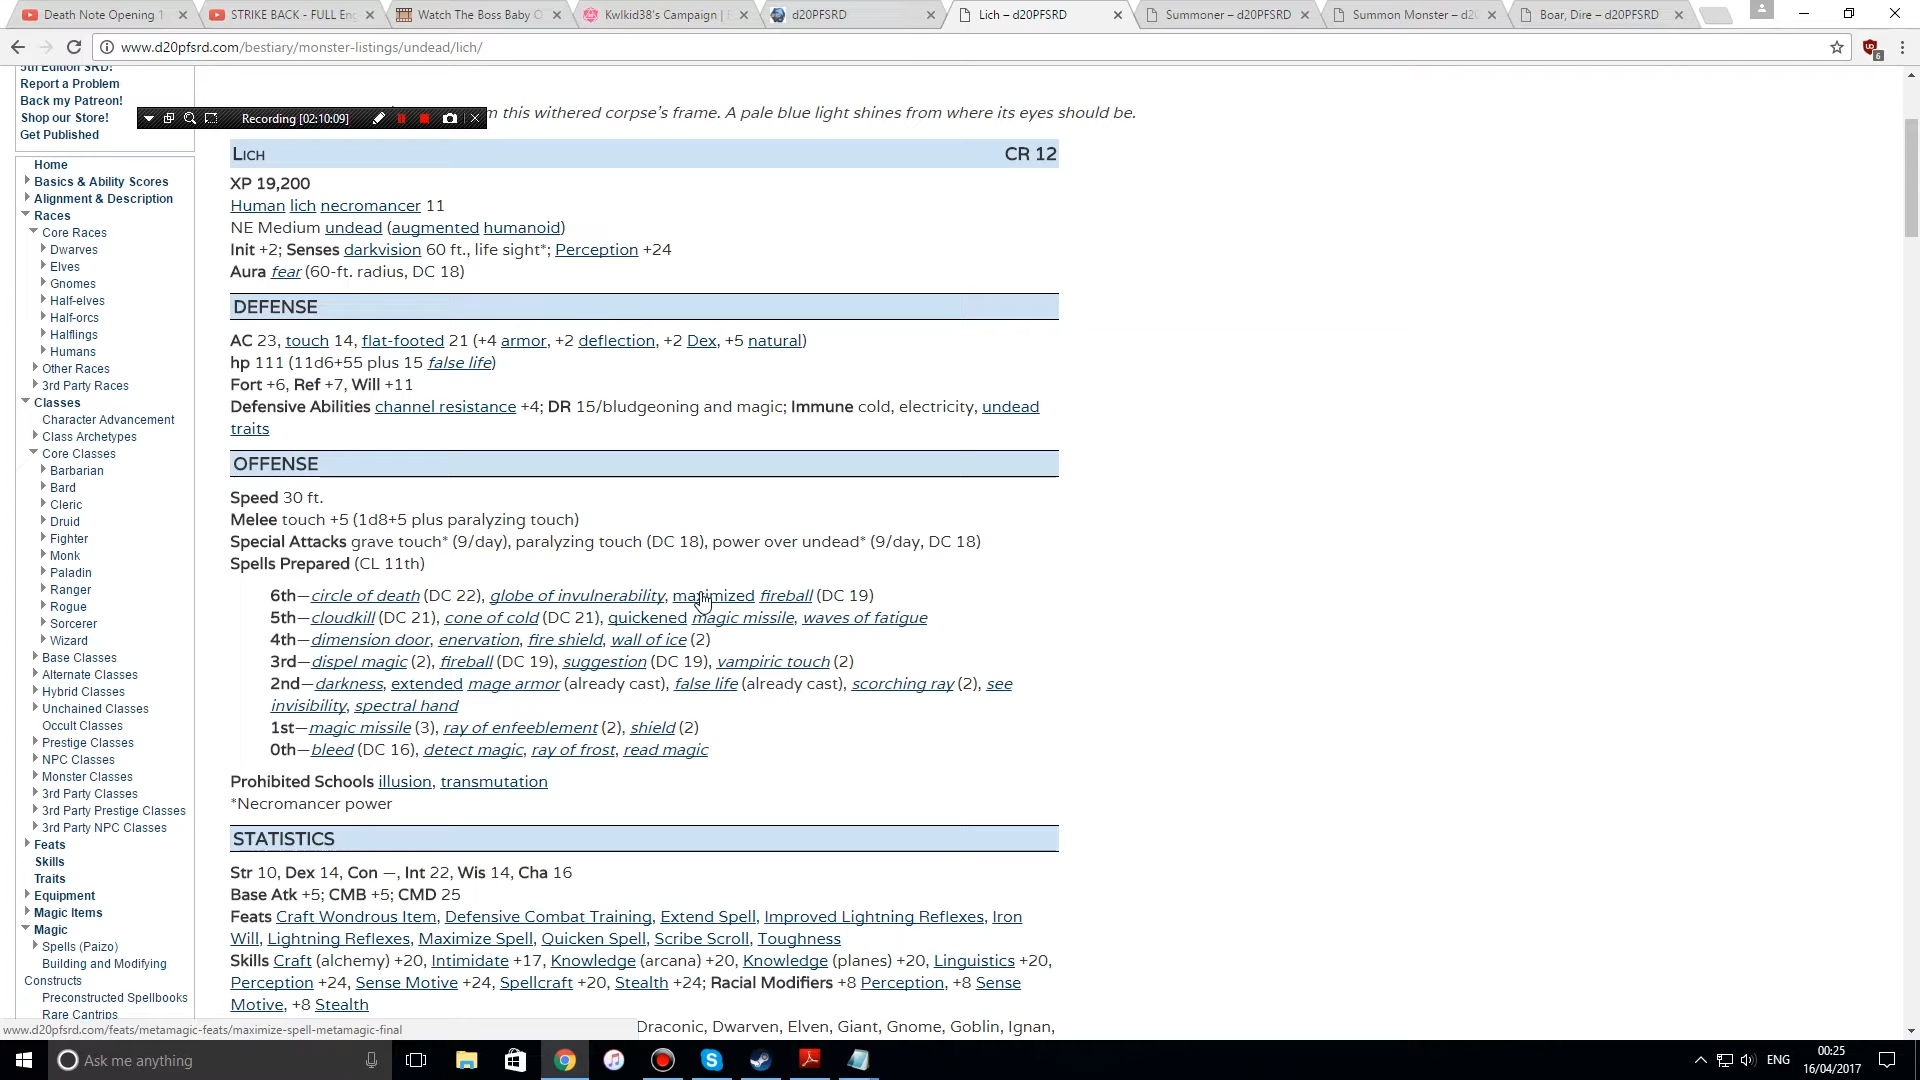 Death Note Opening 1
STRIKE BACK - FULL En
Watch The Boss Baby O
Kwlkid38's Campaign |
d20PFSRD
Lich – d20PFSRD
Summoner – d20PFSRD
Summon Monster – d2
Boar, Dire – d20PFSRD
www.d20pfsrd.com/bestiary/monster-listings/undead/lich/
6
5th Edition SRD!
Report a Problem
Back my Patreon!
Shop our Store!
Get Published
Recording [02:10:09]
m this withered corpse's frame. A pale blue light shines from where its eyes should be.
Home
Basics & Ability Scores
Alignment & Description
Races
Core Races
Dwarves
Elves
Gnomes
Half-elves
Half-orcs
Halflings
Humans
Other Races
3rd Party Races
Classes
Character Advancement
Class Archetypes
Core Classes
Barbarian
Bard
Cleric
Druid
Fighter
Monk
Paladin
Ranger
Rogue
Sorcerer
Wizard
Base Classes
Alternate Classes
Hybrid Classes
Unchained Classes
Occult Classes
Prestige Classes
NPC Classes
Monster Classes
3rd Party Classes
3rd Party Prestige Classes
3rd Party NPC Classes
Feats
Skills
Traits
Equipment
Magic Items
Magic
Spells (Paizo)
Building and Modifying
Constructs
Preconstructed Spellbooks
Rare Cantrips
LICH CR 12
XP 19,200
Human lich necromancer 11
NE Medium undead (augmented humanoid)
Init +2; Senses darkvision 60 ft., life sight*; Perception +24
Aura fear (60-ft. radius, DC 18)
DEFENSE
AC 23, touch 14, flat-footed 21 (+4 armor, +2 deflection, +2 Dex, +5 natural)
hp 111 (11d6+55 plus 15 false life)
Fort +6, Ref +7, Will +11
Defensive Abilities channel resistance +4; DR 15/bludgeoning and magic; Immune cold, electricity, undead
traits
OFFENSE
Speed 30 ft.
Melee touch +5 (1d8+5 plus paralyzing touch)
Special Attacks grave touch* (9/day), paralyzing touch (DC 18), power over undead* (9/day, DC 18)
Spells Prepared (CL 11th)
6th—circle of death (DC 22), globe of invulnerability, maximized fireball (DC 19)
5th—cloudkill (DC 21), cone of cold (DC 21), quickened magic missile, waves of fatigue
4th—dimension door, enervation, fire shield, wall of ice (2)
3rd—dispel magic (2), fireball (DC 19), suggestion (DC 19), vampiric touch (2)
2nd—darkness, extended mage armor (already cast), false life (already cast), scorching ray (2), see
invisibility, spectral hand
1st—magic missile (3), ray of enfeeblement (2), shield (2)
0th—bleed (DC 16), detect magic, ray of frost, read magic
Prohibited Schools illusion, transmutation
*Necromancer power
STATISTICS
Str 10, Dex 14, Con —, Int 22, Wis 14, Cha 16
Base Atk +5; CMB +5; CMD 25
Feats Craft Wondrous Item, Defensive Combat Training, Extend Spell, Improved Lightning Reflexes, Iron
Will, Lightning Reflexes, Maximize Spell, Quicken Spell, Scribe Scroll, Toughness
Skills Craft (alchemy) +20, Intimidate +17, Knowledge (arcana) +20, Knowledge (planes) +20, Linguistics +20,
Perception +24, Sense Motive +24, Spellcraft +20, Stealth +24; Racial Modifiers +8 Perception, +8 Sense
Motive, +8 Stealth
Draconic, Dwarven, Elven, Giant, Gnome, Goblin, Ignan,
www.d20pfsrd.com/feats/metamagic-feats/maximize-spell-metamagic-final
Ask me anything
ENG
00:25
16/04/2017